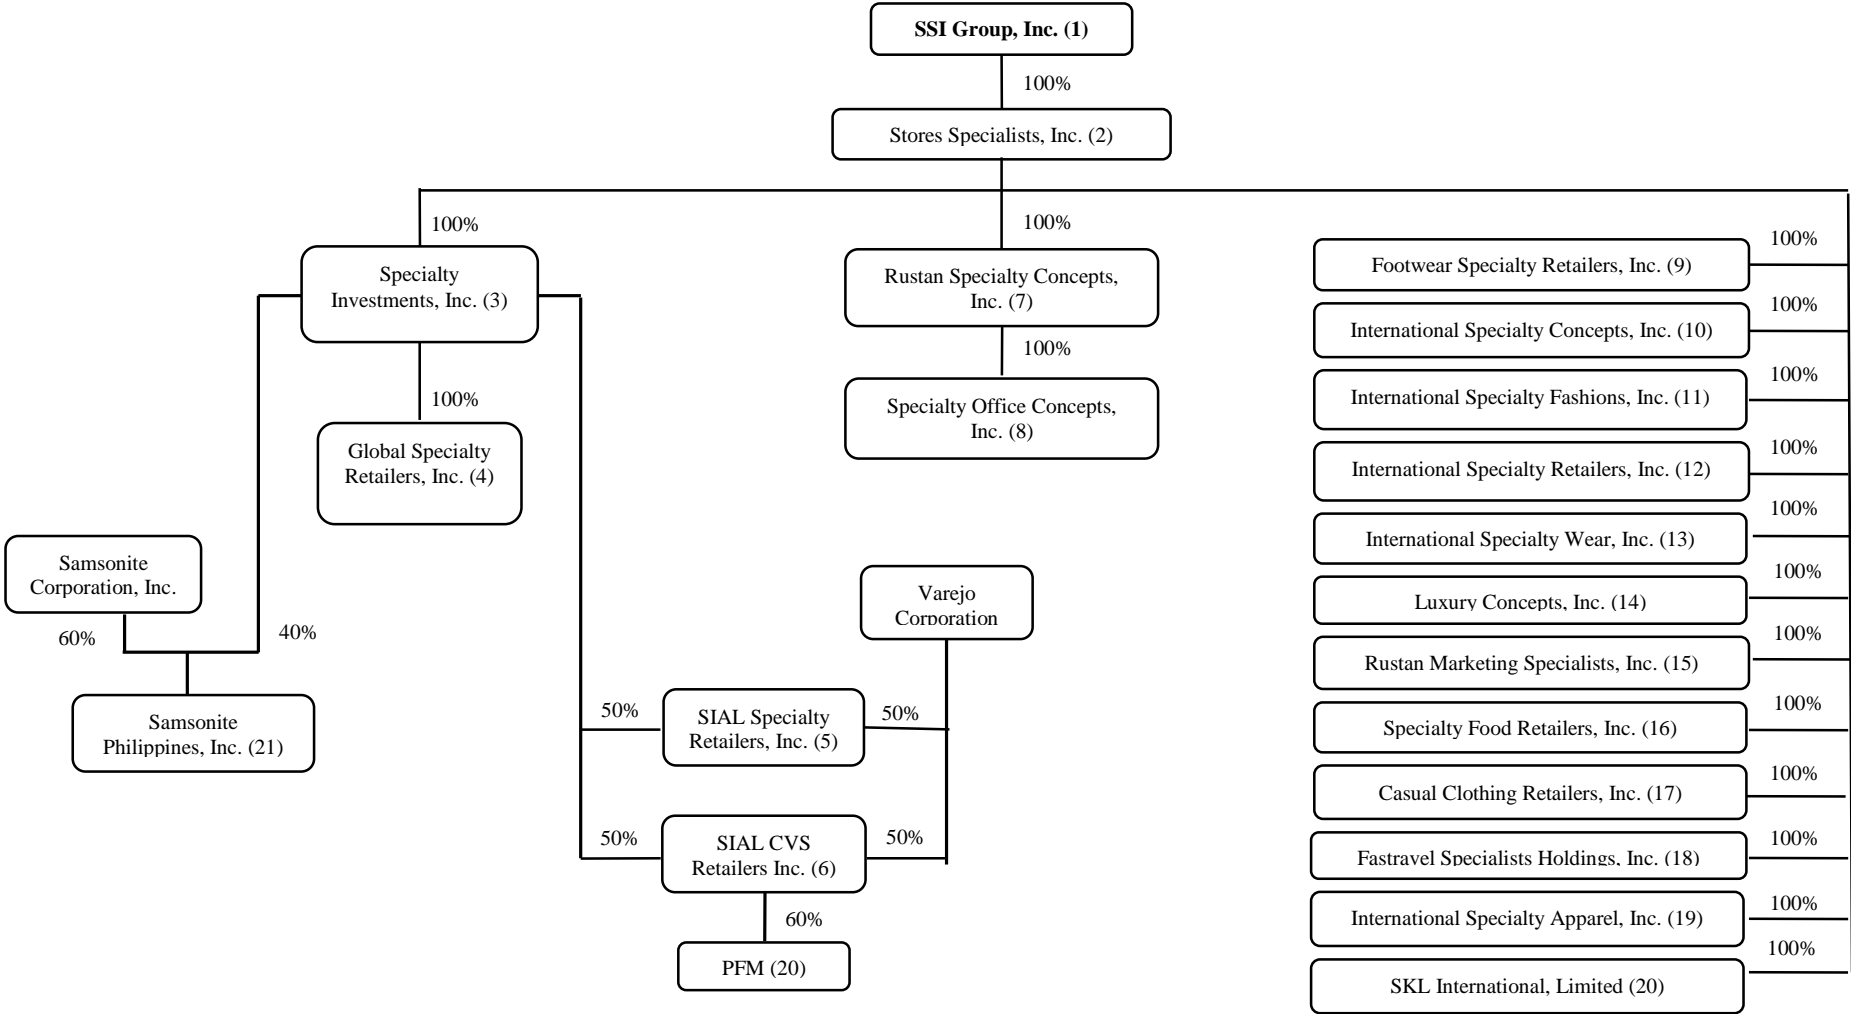 SSI Group, Inc. (1)
100%
Stores Specialists, Inc. (2)
100%
Specialty
Investments, Inc. (3)
100%
Global Specialty
Retailers, Inc. (4)
Samsonite
Corporation, Inc.
60%
40%
Samsonite
Philippines, Inc. (21)
100%
Rustan Specialty Concepts,
Inc. (7)
100%
Specialty Office Concepts,
Inc. (8)
Varejo
Corporation
50%
SIAL Specialty
Retailers, Inc. (5)
50%
50%
SIAL CVS
Retailers Inc. (6)
50%
60%
PFM (20)
100%
Footwear Specialty Retailers, Inc. (9)
100%
International Specialty Concepts, Inc. (10)
100%
International Specialty Fashions, Inc. (11)
100%
International Specialty Retailers, Inc. (12)
100%
International Specialty Wear, Inc. (13)
100%
Luxury Concepts, Inc. (14)
100%
Rustan Marketing Specialists, Inc. (15)
100%
Specialty Food Retailers, Inc. (16)
100%
Casual Clothing Retailers, Inc. (17)
100%
Fastravel Specialists Holdings, Inc. (18)
100%
International Specialty Apparel, Inc. (19)
100%
SKL International, Limited (20)